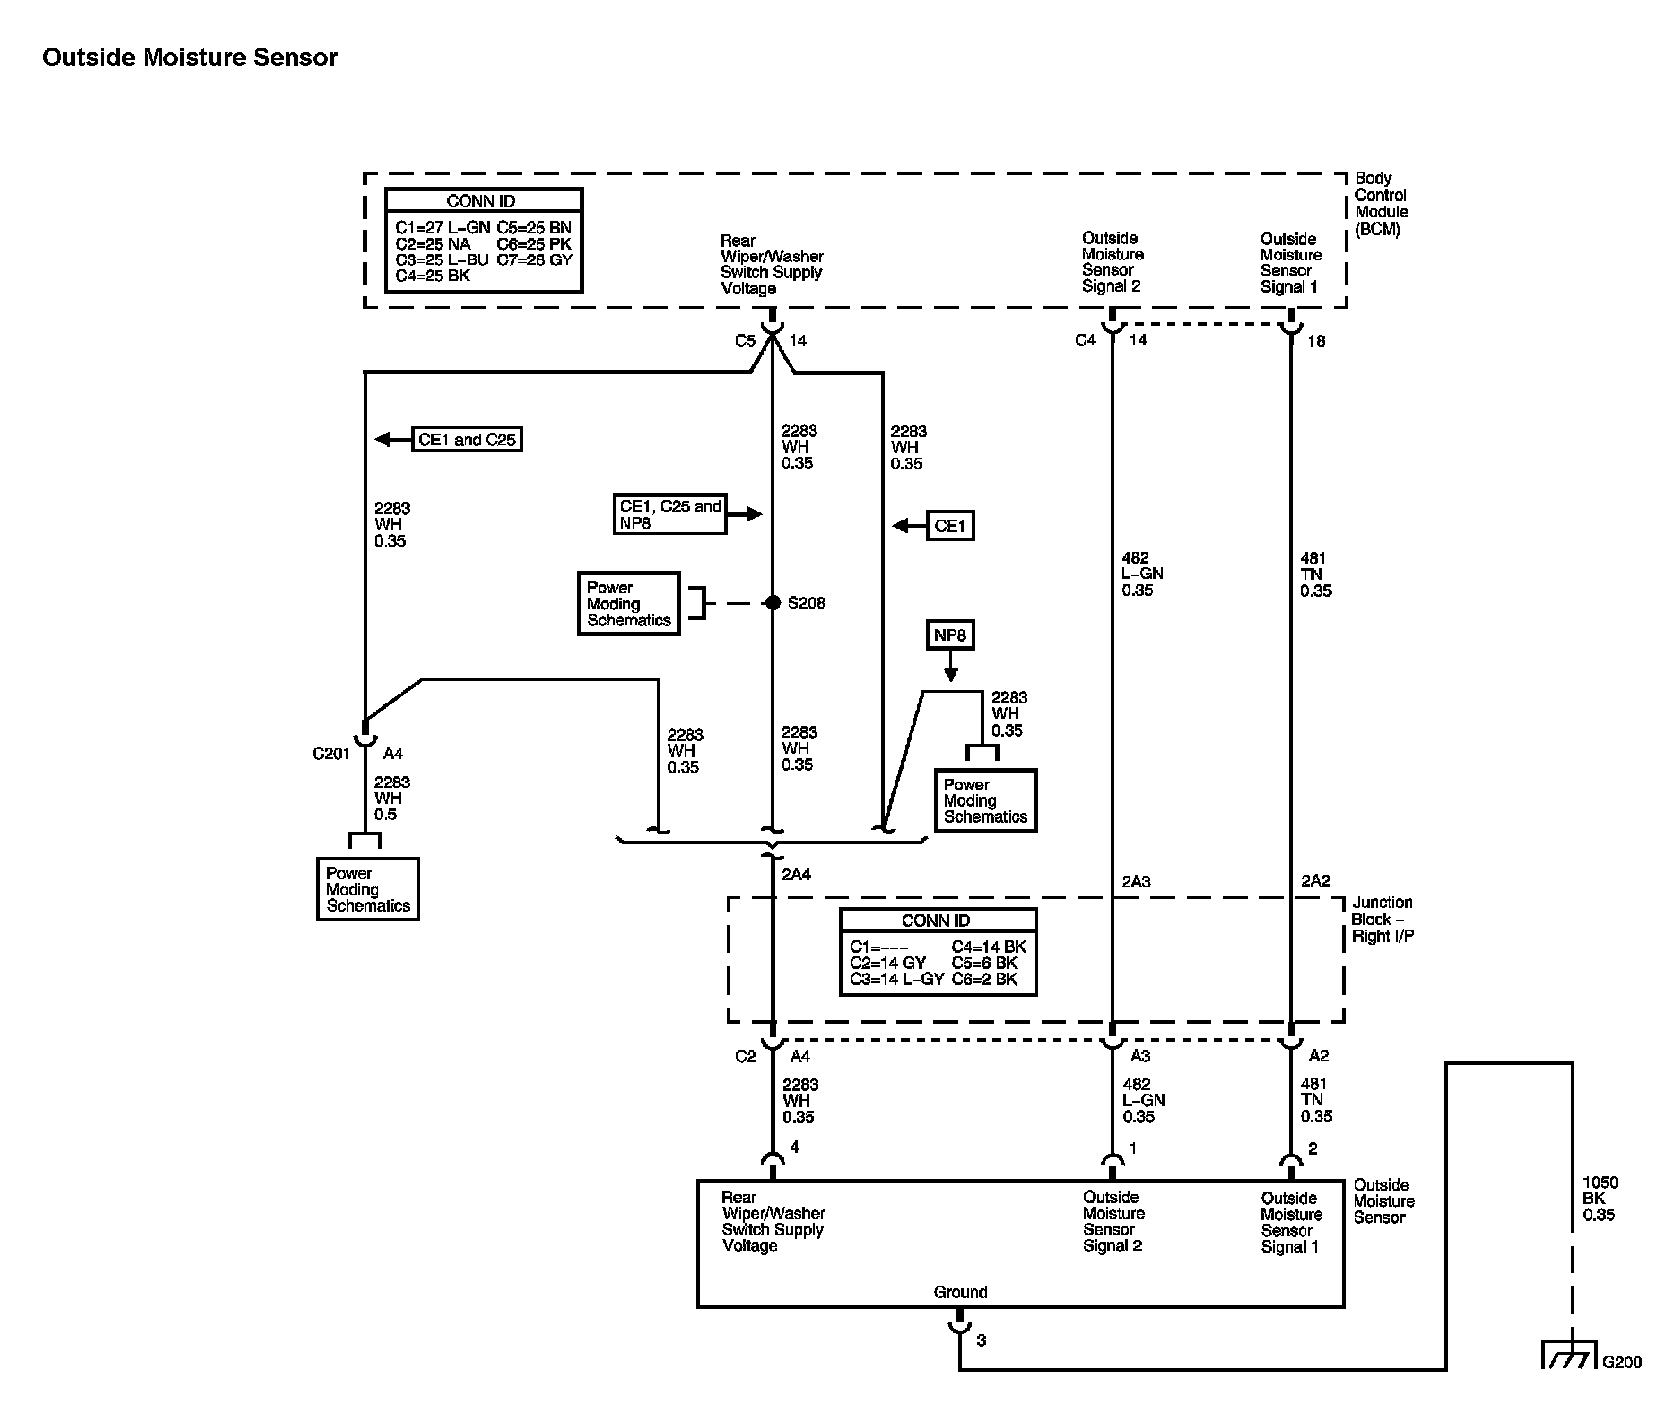 Outside Moisture Sensor
Body
Control
Module
(BCM)
CONN ID
C1=27 L-GN C5=25 BN
C2=25 NA C6=25 PK
C3=25 L-BU C7=25 GY
C4=25 BK
Rear
Wiper/Washer
Switch Supply
Voltage
Outside
Moisture
Sensor
Signal 2
Outside
Moisture
Sensor
Signal 1
C5 14
C4 14
18
CE1 and C25
2283
WH
0.35
2283
WH
0.35
2283
WH
0.35
CE1, C25 and
NP8
CE1
482
L-GN
0.35
481
TN
0.35
Power
Moding
Schematics
S208
NP8
2283
WH
0.35
C201 A4
2283
WH
0.5
2283
WH
0.35
2283
WH
0.35
Power
Moding
Schematics
Power
Moding
Schematics
2A4
2A3
2A2
Junction
Block -
Right I/P
CONN ID
C1=--- C4=14 BK
C2=14 GY C5=6 BK
C3=14 L-GY C6=2 BK
C2 A4
A3
A2
2283
WH
0.35
482
L-GN
0.35
481
TN
0.35
4
1
2
Rear
Wiper/Washer
Switch Supply
Voltage
Outside
Moisture
Sensor
Signal 2
Outside
Moisture
Sensor
Signal 1
Outside
Moisture
Sensor
1050
BK
0.35
Ground
3
G200